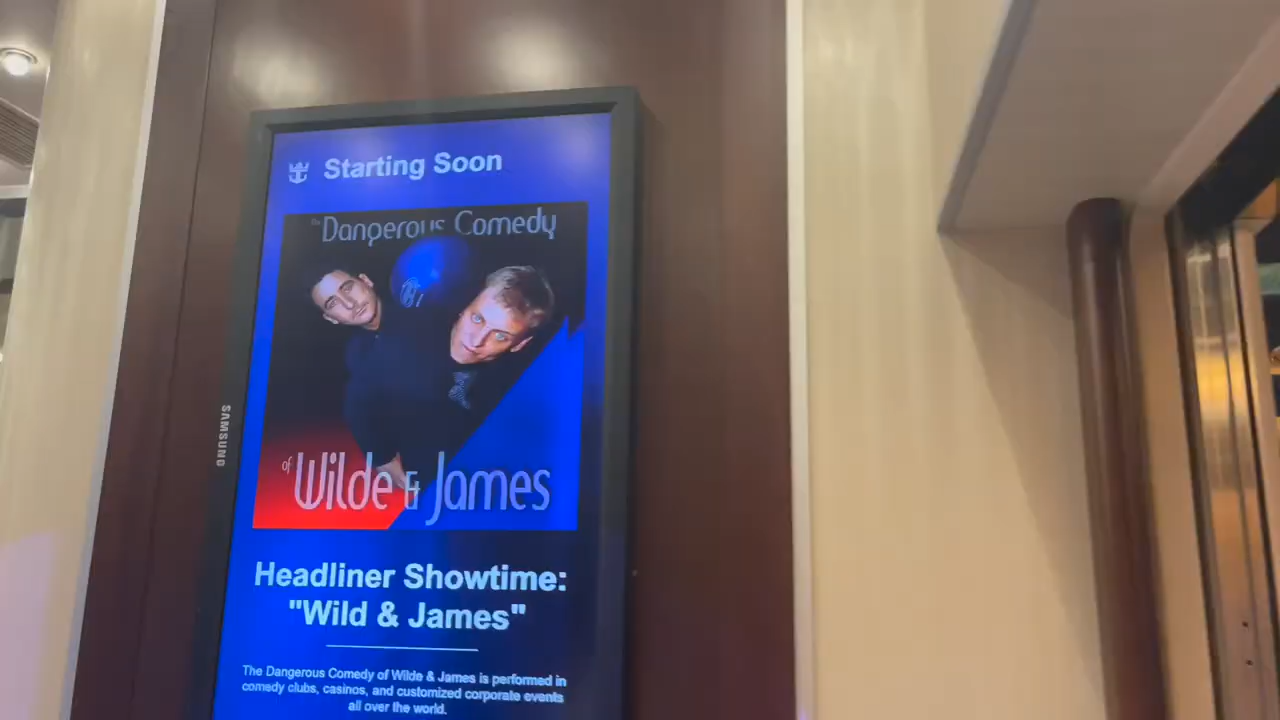 Starting Soon
The Dangerous Comedy
of Wilde & James
Headliner Showtime:
"Wild & James"
The Dangerous Comedy of Wilde & James is performed in
comedy clubs, casinos, and customized corporate events
all over the world.
SAMSUNG